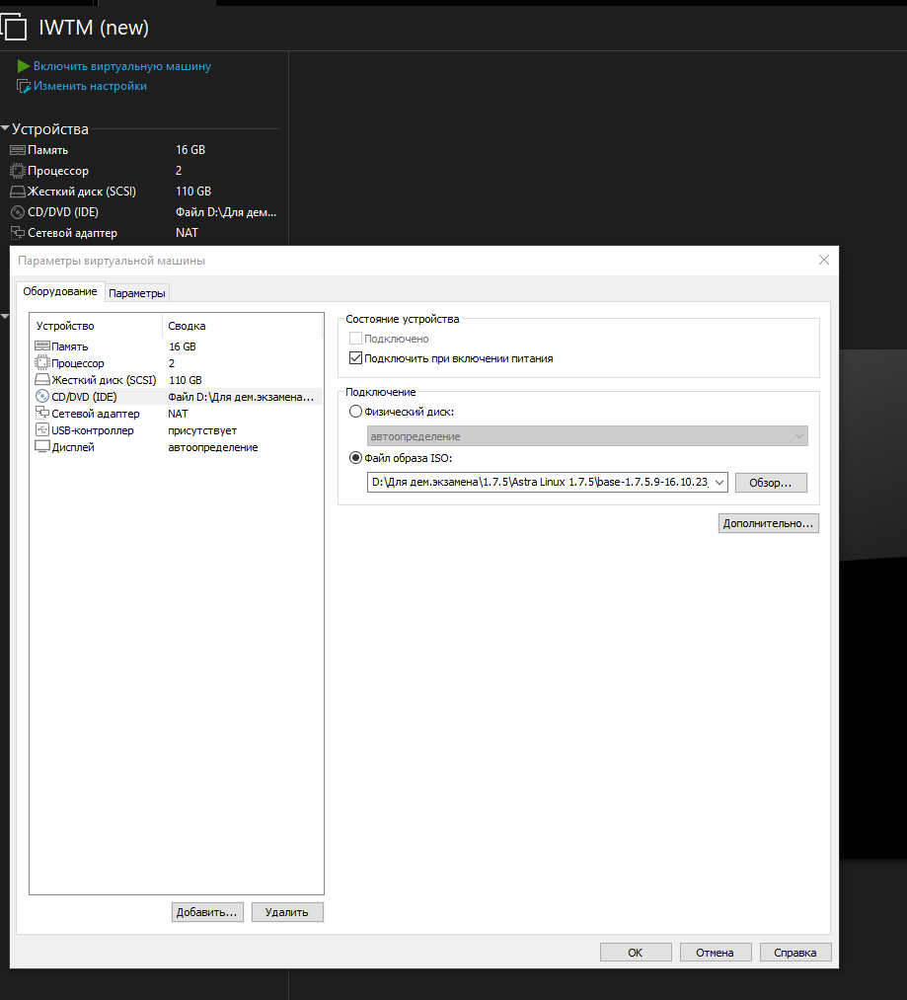 IWTM (new)
Включить виртуальную машину
Изменить настройки
Устройства
Память 16 GB
Процессор 2
Жесткий диск (SCSI) 110 GB
CD/DVD (IDE) Файл D:\Для дем...
Сетевой адаптер NAT
Параметры виртуальной машины
Оборудование Параметры
Устройство Сводка
Память 16 GB
Процессор 2
Жесткий диск (SCSI) 110 GB
CD/DVD (IDE) Файл D:\Для дем.экзамена...
Сетевой адаптер NAT
USB-контроллер присутствует
Дисплей автоопределение
Добавить... Удалить
Состояние устройства
Подключено
Подключить при включении питания
Подключение
Физический диск:
автоопределение
Файл образа ISO:
D:\Для дем.экзамена\1.7.5\Astra Linux 1.7.5\base-1.7.5.9-16.10.23_ Обзор...
Дополнительно...
OK Отмена Справка